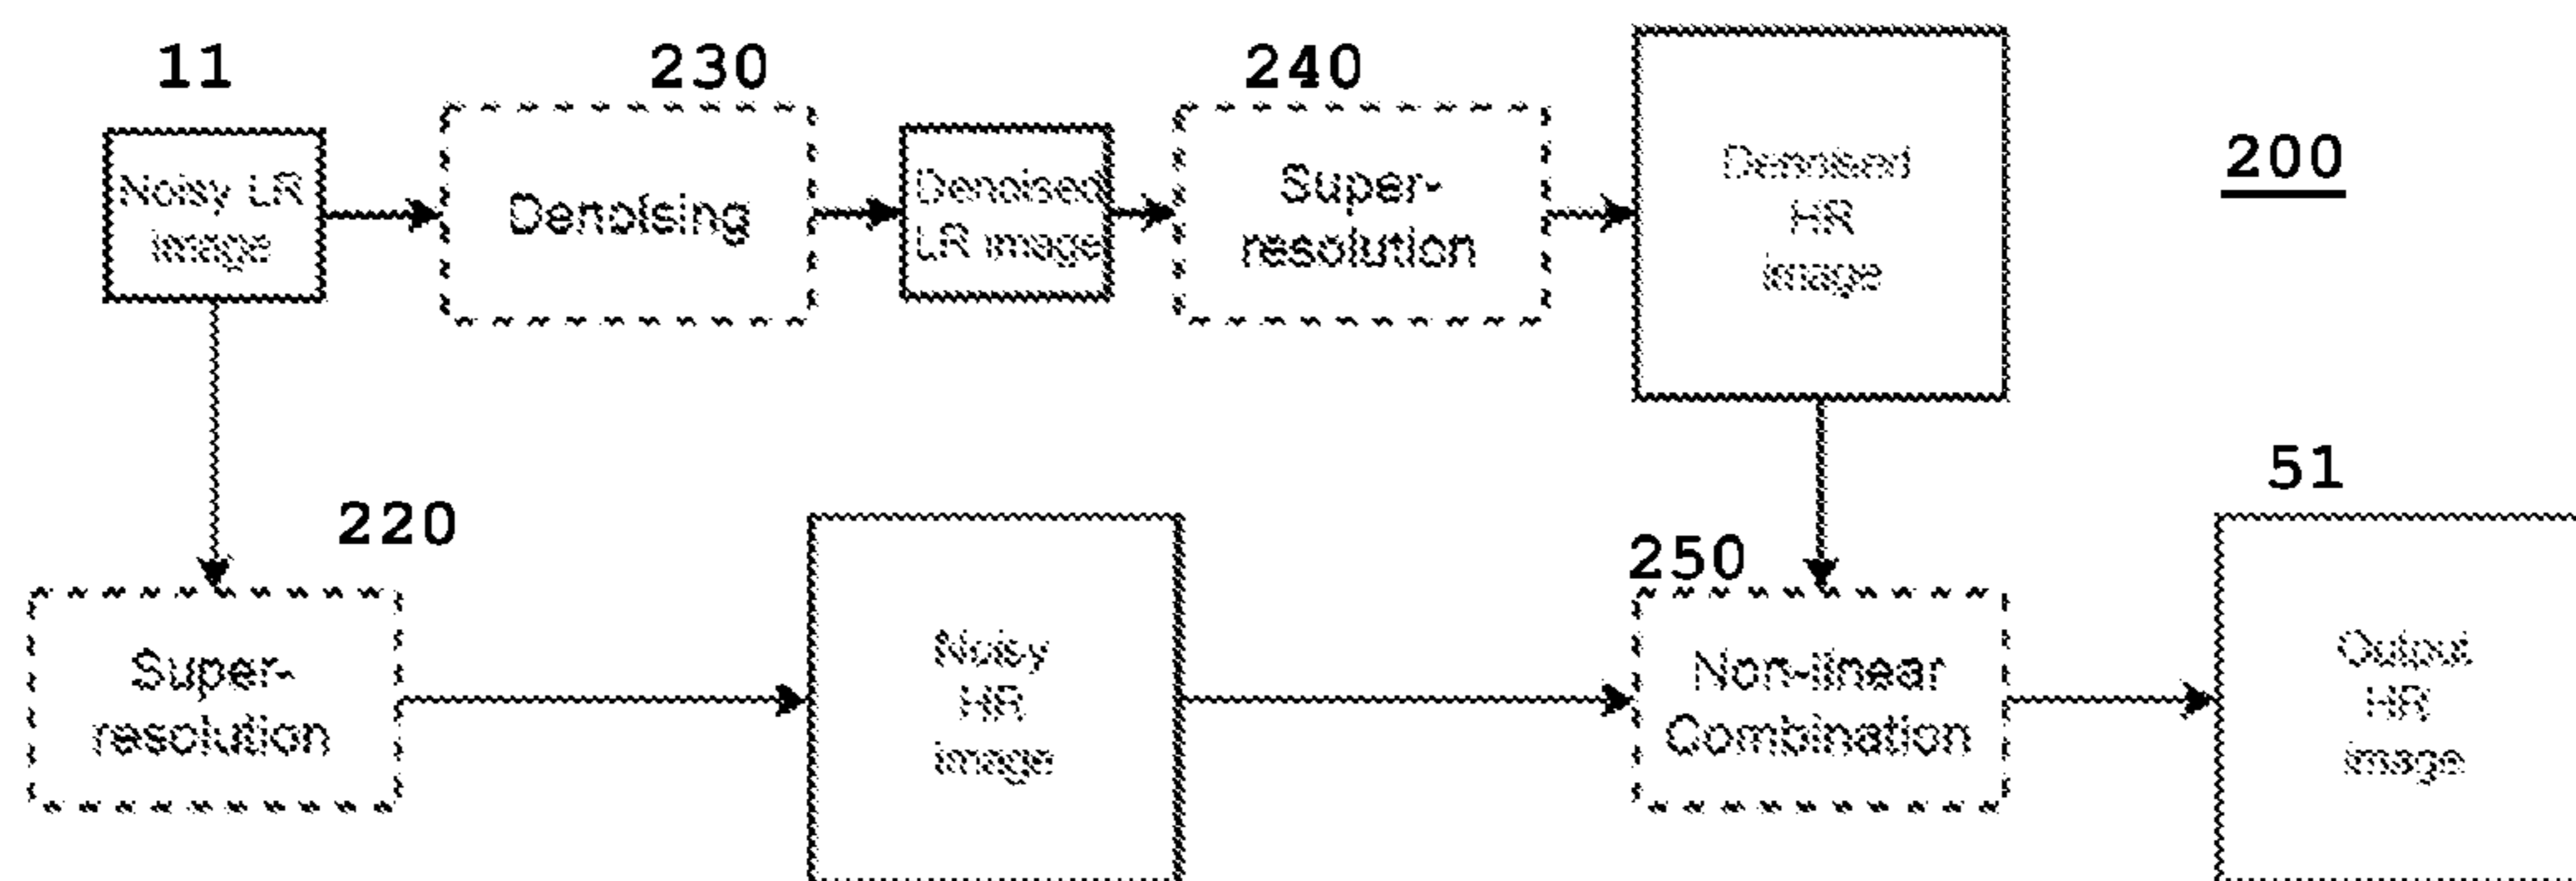 11
230
240
200
Noisy LR
image
Denoising
Denoised
LR image
Super-
resolution
Denoised
HR
image
220
250
51
Super-
resolution
Noisy
HR
image
Non-linear
Combination
Output
HR
image